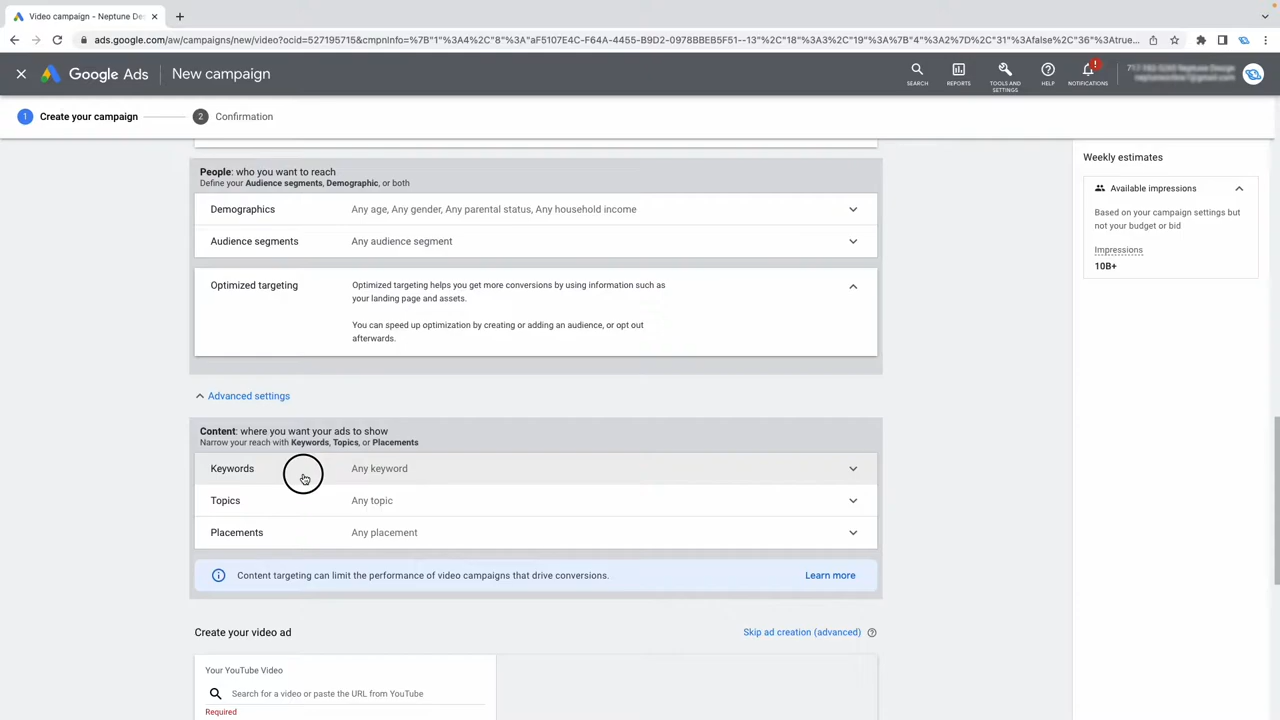 Video campaign - Neptune De
ads.google.com/aw/campaigns/new/video?ocid=527195715&cmpnInfo=%7B"1"%3A4%2C"8"%3A"aF5107E4C-F64A-4455-B9D2-0978BBEB5F51--13"%2C"18"%3A3%2C"19"%3A%7B"4"%3A2%7D%2C"31"%3Afalse%2C"36"%3Atrue...
Google Ads
New campaign
SEARCH
REPORTS
TOOLS AND SETTINGS
HELP
NOTIFICATIONS
1 Create your campaign
2 Confirmation
People: who you want to reach
Define your Audience segments, Demographic, or both
Demographics Any age, Any gender, Any parental status, Any household income
Audience segments Any audience segment
Optimized targeting Optimized targeting helps you get more conversions by using information such as
your landing page and assets.
You can speed up optimization by creating or adding an audience, or opt out
afterwards.
Advanced settings
Content: where you want your ads to show
Narrow your reach with Keywords, Topics, or Placements
Keywords Any keyword
Topics Any topic
Placements Any placement
Content targeting can limit the performance of video campaigns that drive conversions. Learn more
Create your video ad Skip ad creation (advanced)
Your YouTube Video
Search for a video or paste the URL from YouTube
Required
Weekly estimates
Available impressions
Based on your campaign settings but
not your budget or bid
Impressions
10B+